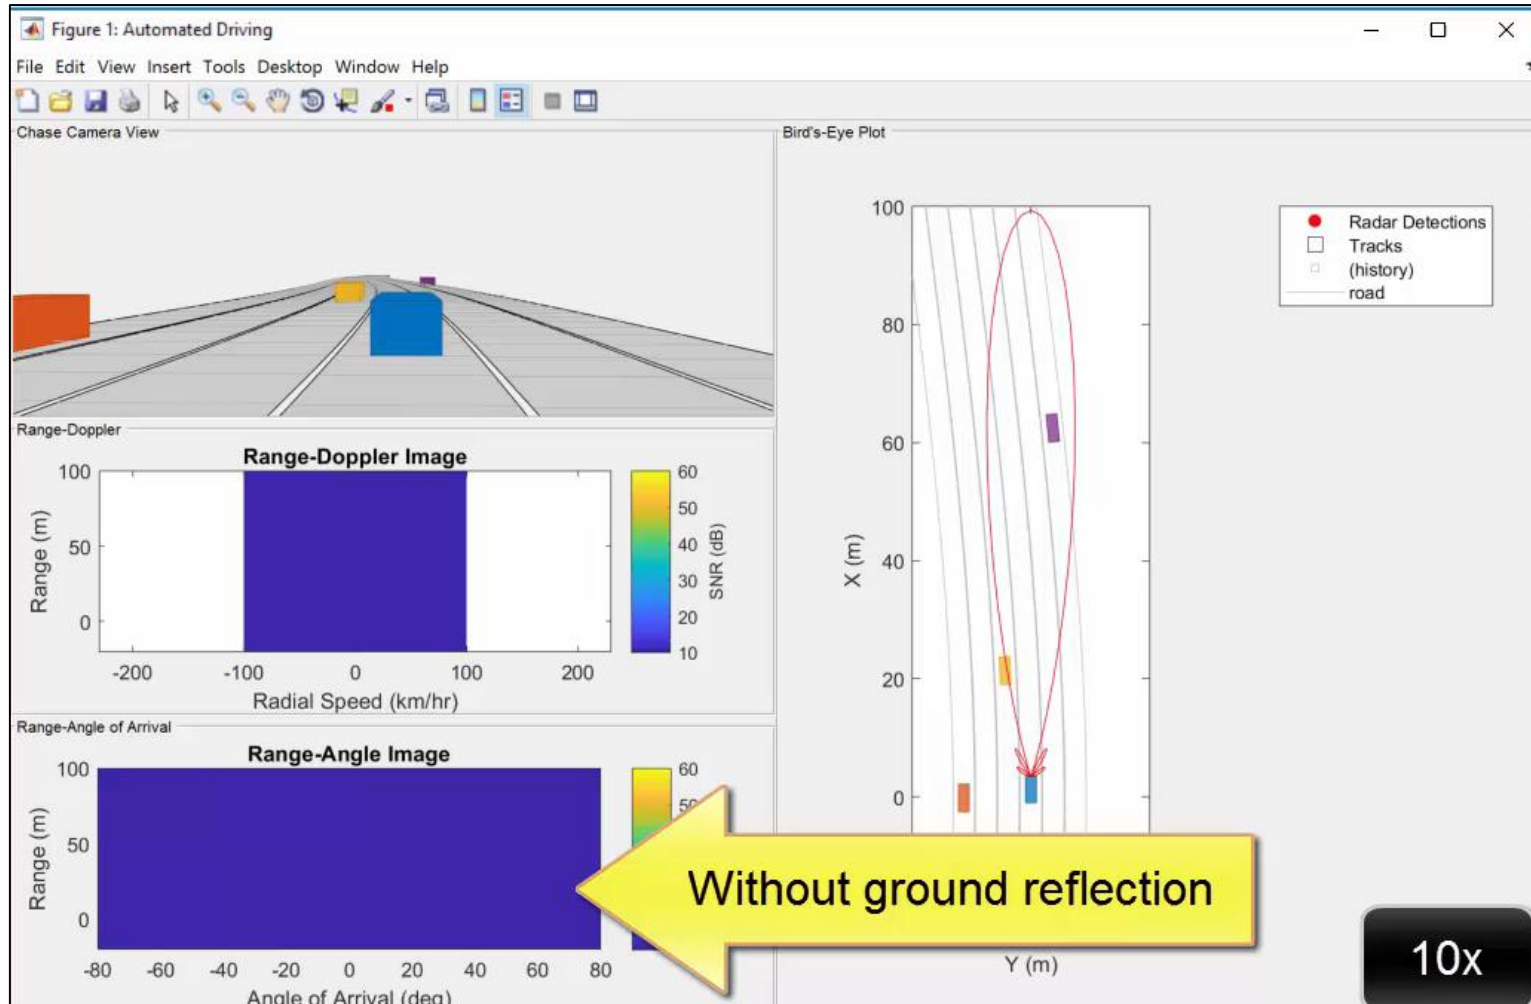 Figure 1: Automated Driving
File Edit View Insert Tools Desktop Window Help
Chase Camera View
Range-Doppler
Range-Doppler Image
100
50
0
Range (m)
-200 -100 0 100 200
Radial Speed (km/hr)
60
50
40
30
20
10
SNR (dB)
Range-Angle of Arrival
Range-Angle Image
100
50
0
Range (m)
-80 -60 -40 -20 0 20 40 60 80
Angle of Arrival (deg)
60
50
Bird's-Eye Plot
100
80
60
40
20
0
X (m)
Y (m)
Radar Detections
Tracks
(history)
road
Without ground reflection
10x